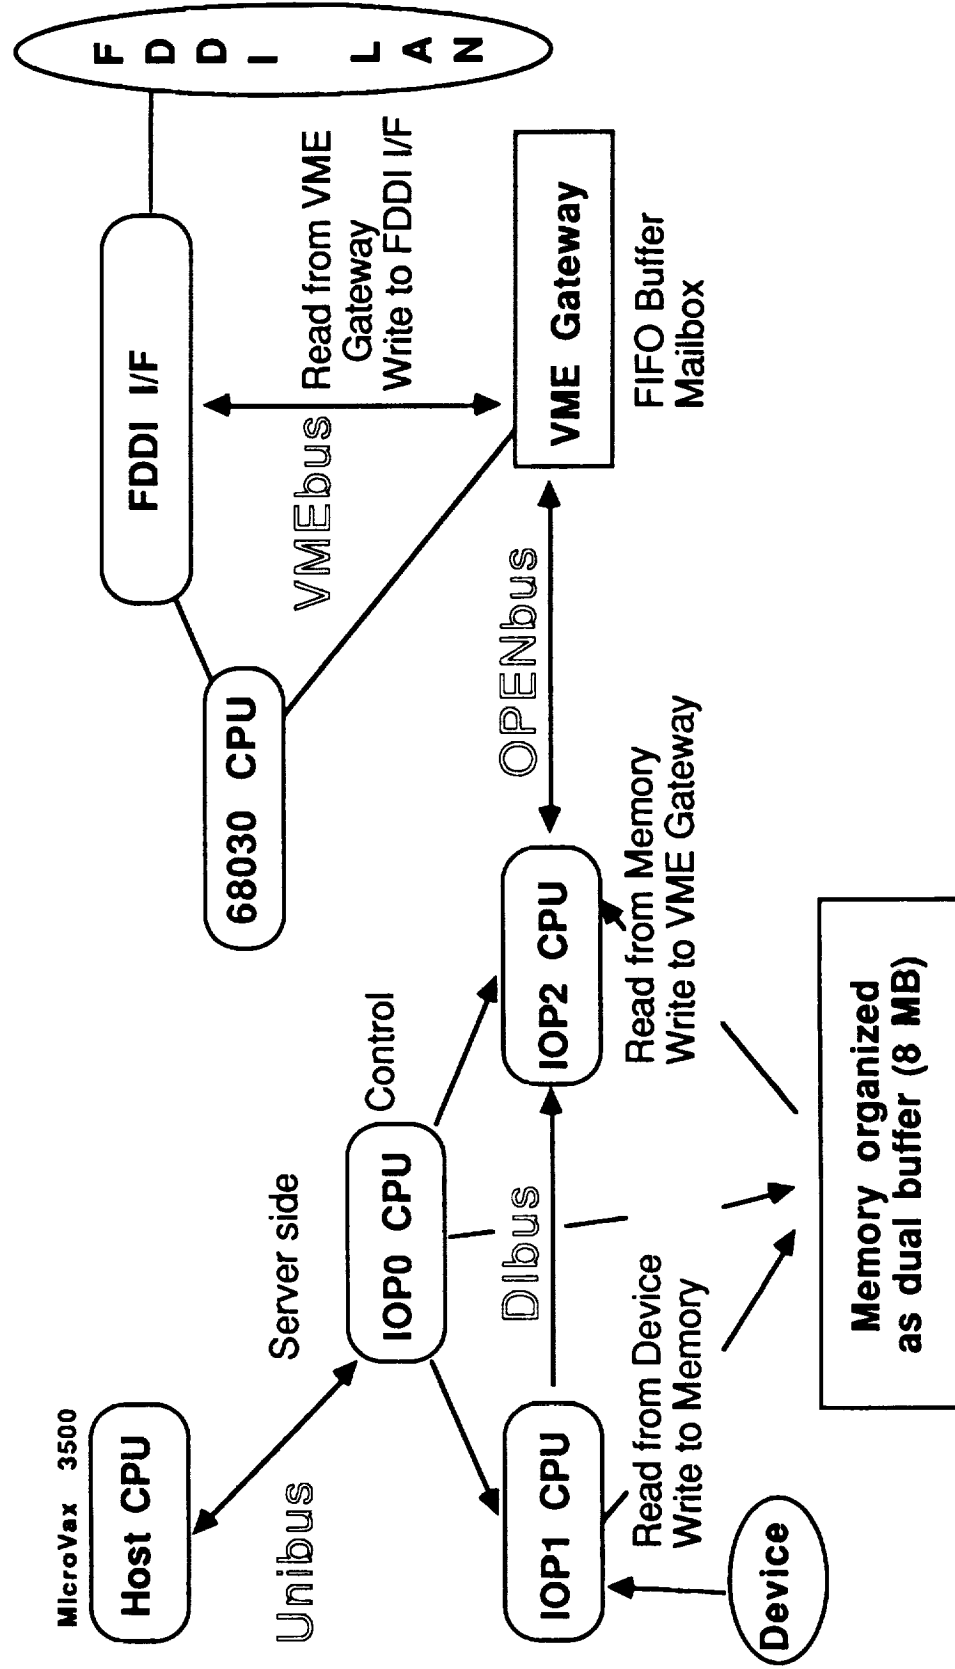 MicroVax 3500
Host CPU
Unibus
Server side
IOP0 CPU
Control
68030 CPU
FDDI I/F
FDDI LAN
VMEbus
Read from VME
Gateway
Write to FDDI I/F
IOP1 CPU
DIbus
IOP2 CPU
OPENbus
VME Gateway
FIFO Buffer
Mailbox
Read from Device
Write to Memory
Read from Memory
Write to VME Gateway
Device
Memory organized
as dual buffer (8 MB)